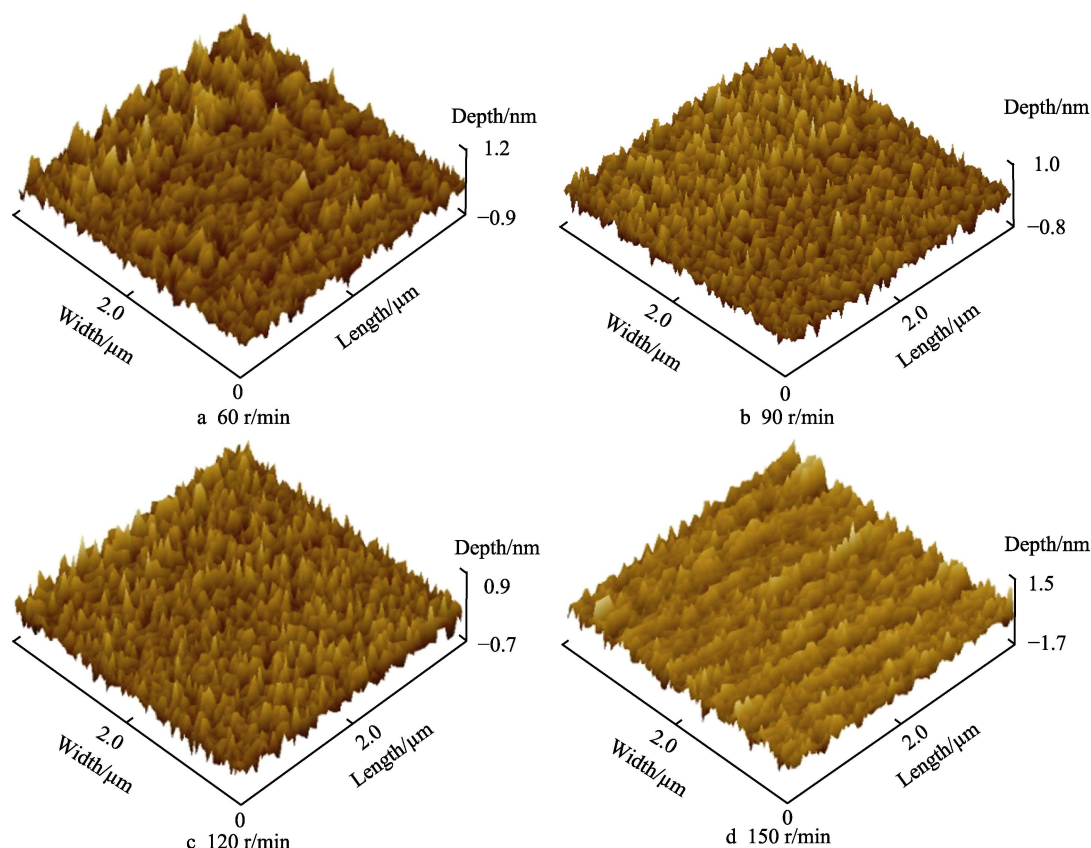 Depth/nm
1.2
−0.9
2.0
Width/μm
Length/μm
0
a 60 r/min
Depth/nm
1.0
−0.8
2.0
Width/μm
2.0
Length/μm
0
b 90 r/min
Depth/nm
0.9
−0.7
2.0
Width/μm
2.0
Length/μm
0
c 120 r/min
Depth/nm
1.5
−1.7
2.0
Width/μm
2.0
Length/μm
0
d 150 r/min